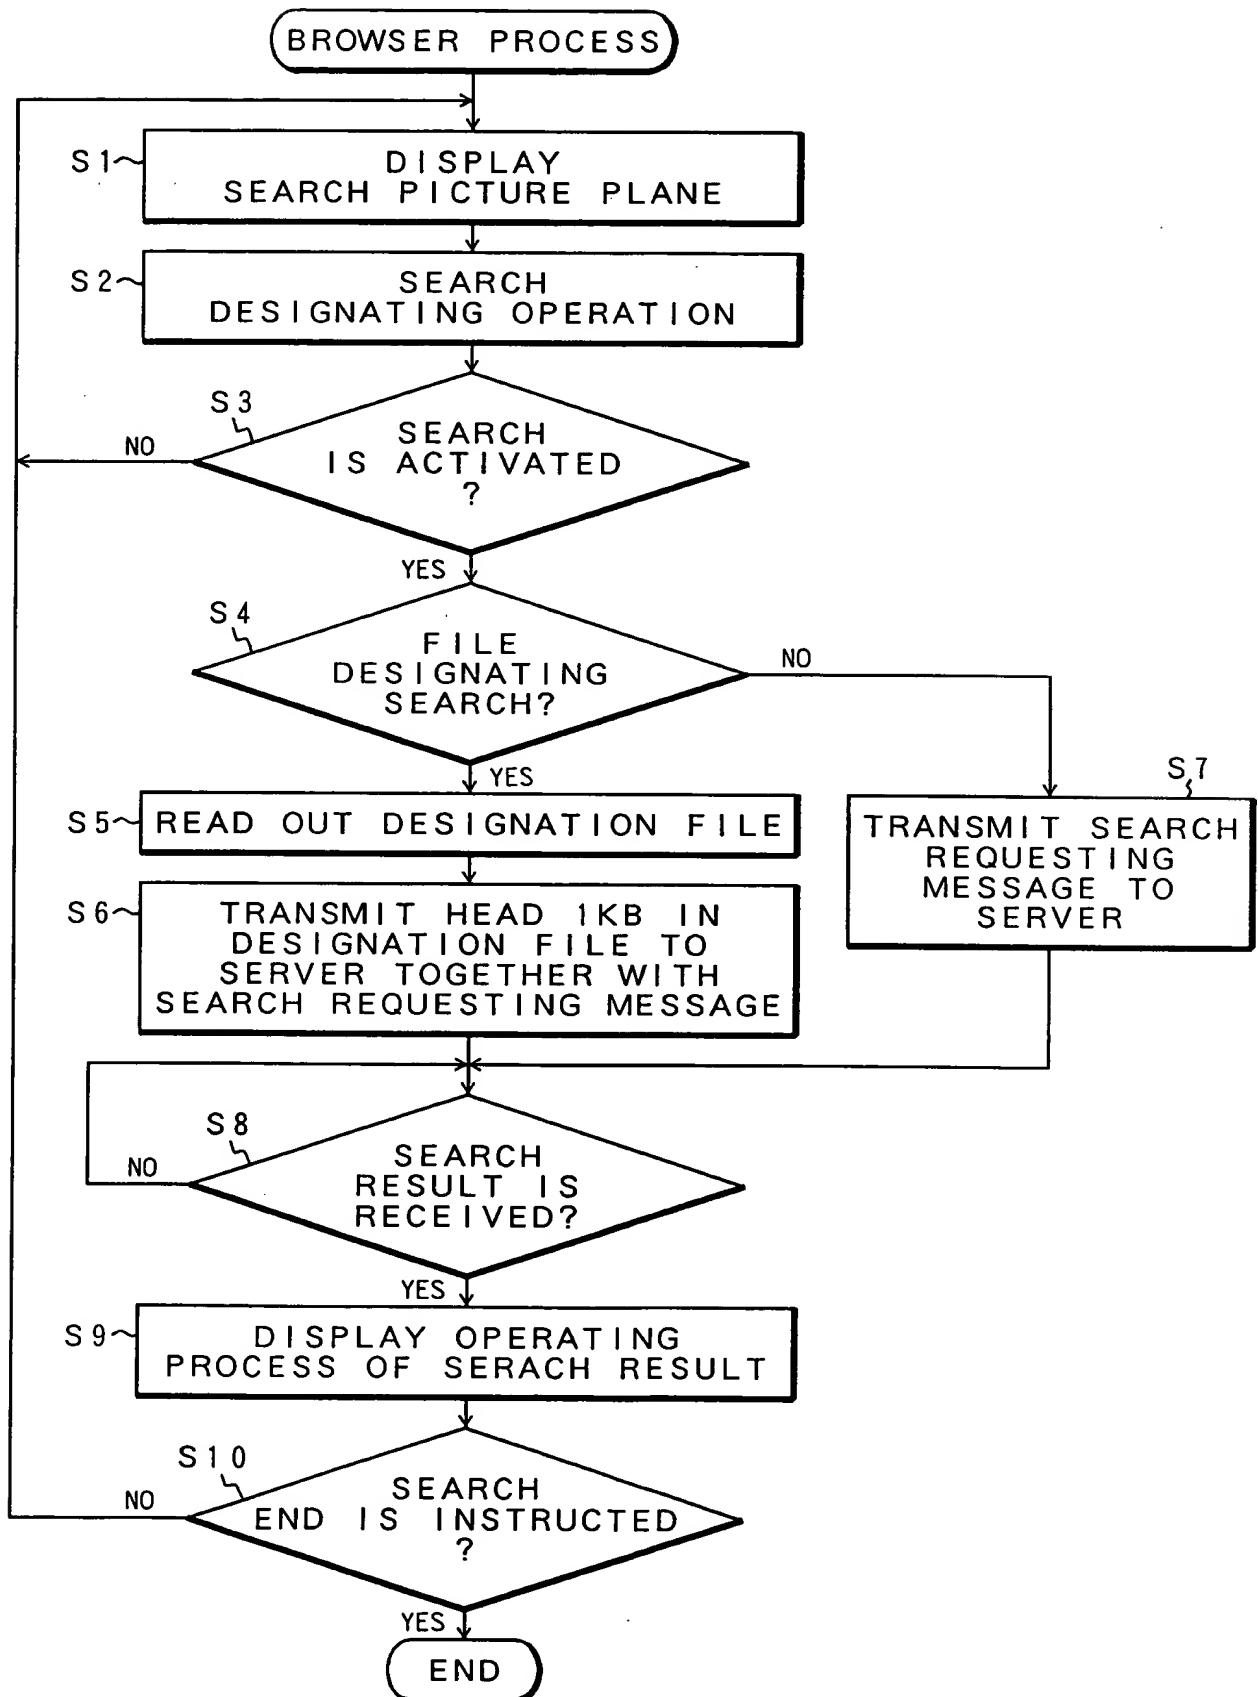 BROWSER PROCESS
S1
DISPLAY
SEARCH PICTURE PLANE
S2
SEARCH
DESIGNATING OPERATION
S3
SEARCH
IS ACTIVATED
?
NO
YES
S4
FILE
DESIGNATING
SEARCH?
NO
YES
S5
READ OUT DESIGNATION FILE
S7
TRANSMIT SEARCH
REQUESTING
MESSAGE TO
SERVER
S6
TRANSMIT HEAD 1KB IN
DESIGNATION FILE TO
SERVER TOGETHER WITH
SEARCH REQUESTING MESSAGE
S8
SEARCH
RESULT IS
RECEIVED?
NO
YES
S9
DISPLAY OPERATING
PROCESS OF SERACH RESULT
S10
SEARCH
END IS INSTRUCTED
?
NO
YES
END